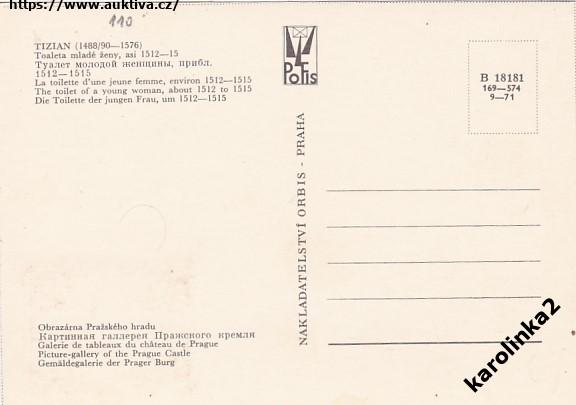 https://www.auktiva.cz/
110
TIZIAN (1488/90—1576)
Toaleta mladé ženy, asi 1512—15
Туалет молодой женщины, прибл.
1512—1515
La toilette d'une jeune femme, environ 1512—1515
The toilet of a young woman, about 1512 to 1515
Die Toilette der jungen Frau, um 1512—1515
Pofis
B 18181
169—574
9—71
NAKLADATELSTVÍ ORBIS - PRAHA
Obrazárna Pražského hradu
Картинная галлерея Пражского кремля
Galerie de tableaux du château de Prague
Picture-gallery of the Prague Castle
Gemäldegalerie der Prager Burg
karolinka2